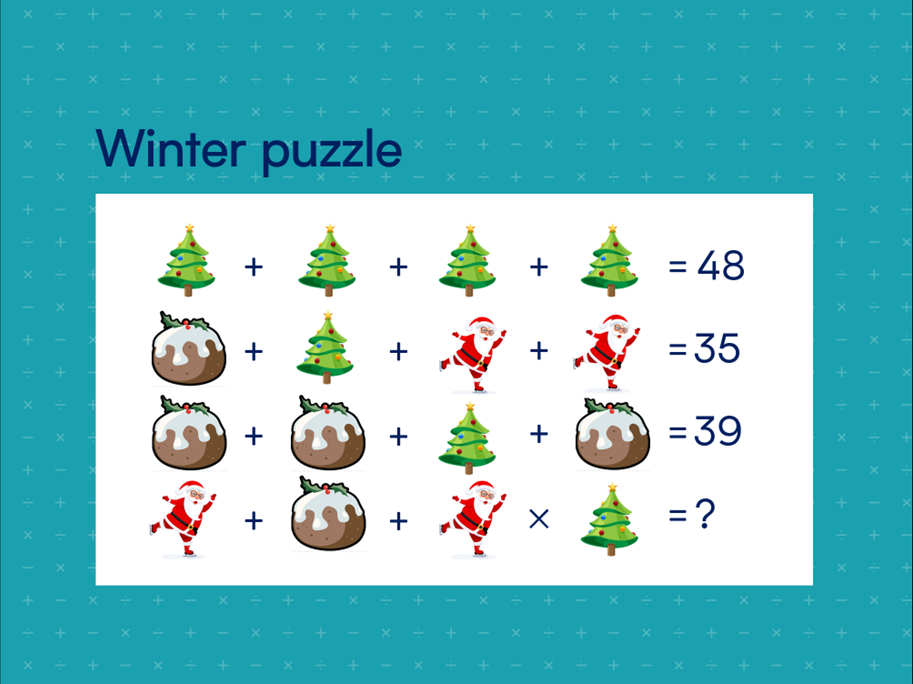 Winter puzzle
+ + + = 48
+ + + = 35
+ + + = 39
+ + × = ?